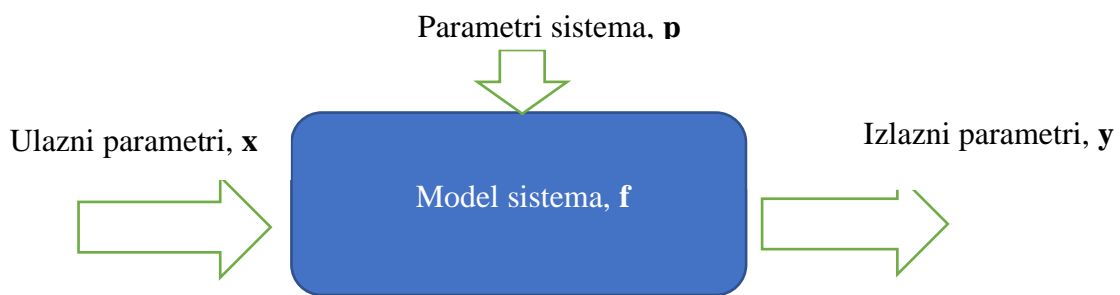 Parametri sistema, p
Ulazni parametri, x
Izlazni parametri, y
Model sistema, f